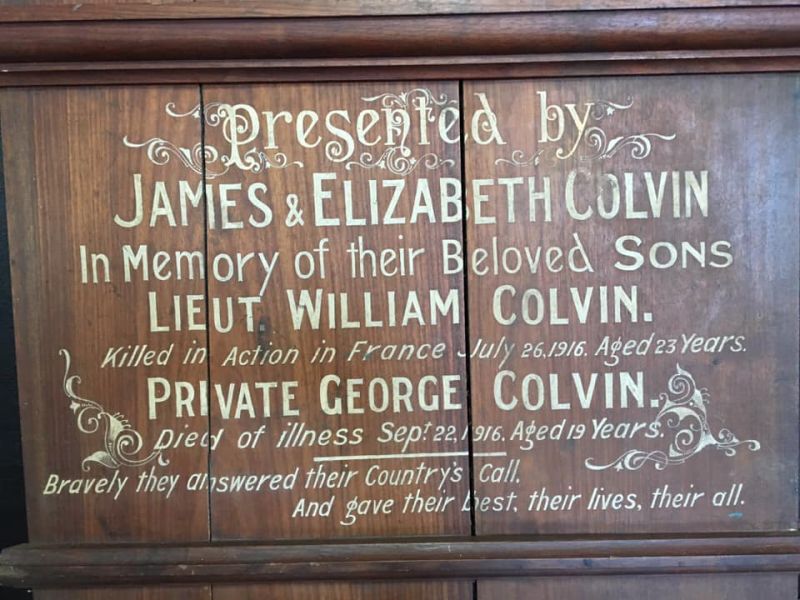 Presented by
JAMES & ELIZABETH COLVIN
In Memory of their Beloved SONS
LIEUT WILLIAM COLVIN.
Killed in Action in France July 26.1916. Aged 23 Years.
PRIVATE GEORGE COLVIN.
Died of illness Sept. 22,1916. Aged 19 Years.
Bravely they answered their Country's Call.
And gave their best, their lives, their all.